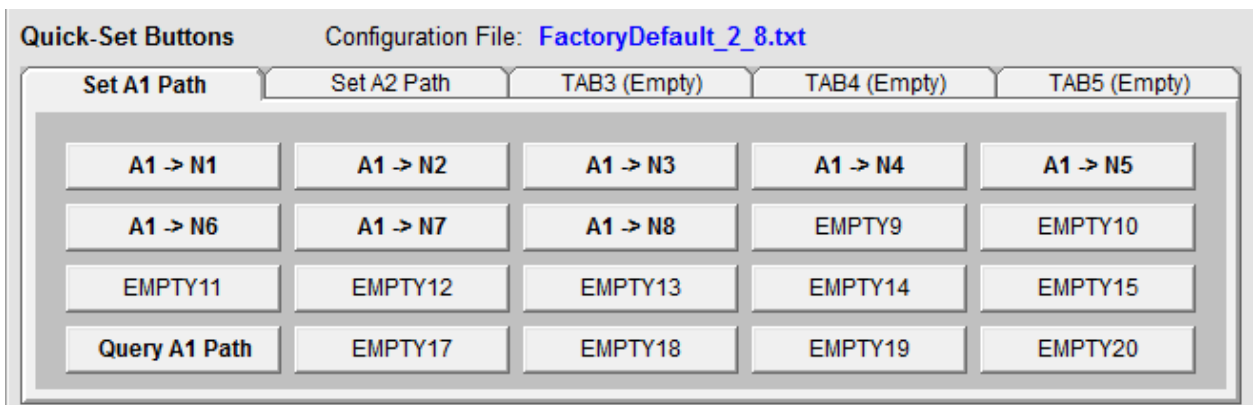 Quick-Set Buttons Configuration File: FactoryDefault_2_8.txt
Set A1 Path Set A2 Path TAB3 (Empty) TAB4 (Empty) TAB5 (Empty)
A1 -> N1 A1 -> N2 A1 -> N3 A1 -> N4 A1 -> N5
A1 -> N6 A1 -> N7 A1 -> N8 EMPTY9 EMPTY10
EMPTY11 EMPTY12 EMPTY13 EMPTY14 EMPTY15
Query A1 Path EMPTY17 EMPTY18 EMPTY19 EMPTY20